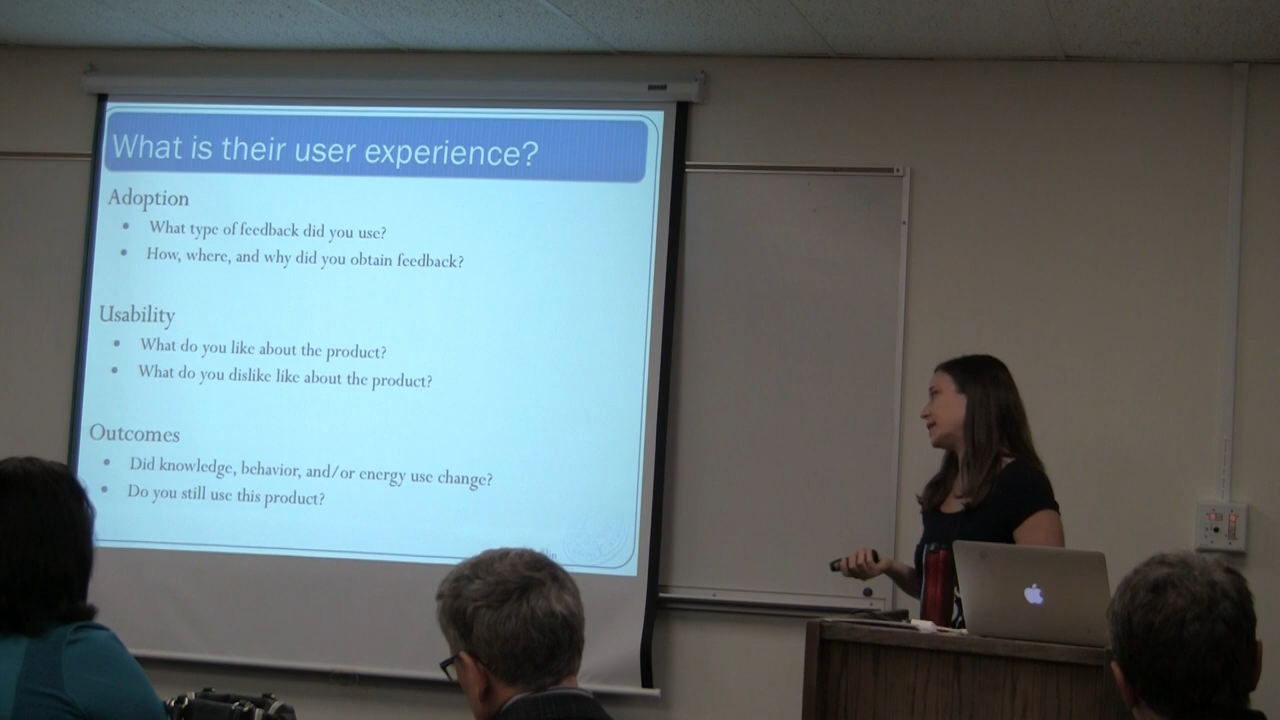 What is their user experience?
Adoption
• What type of feedback did you use?
• How, where, and why did you obtain feedback?
Usability
• What do you like about the product?
• What do you dislike like about the product?
Outcomes
• Did knowledge, behavior, and/or energy use change?
• Do you still use this product?